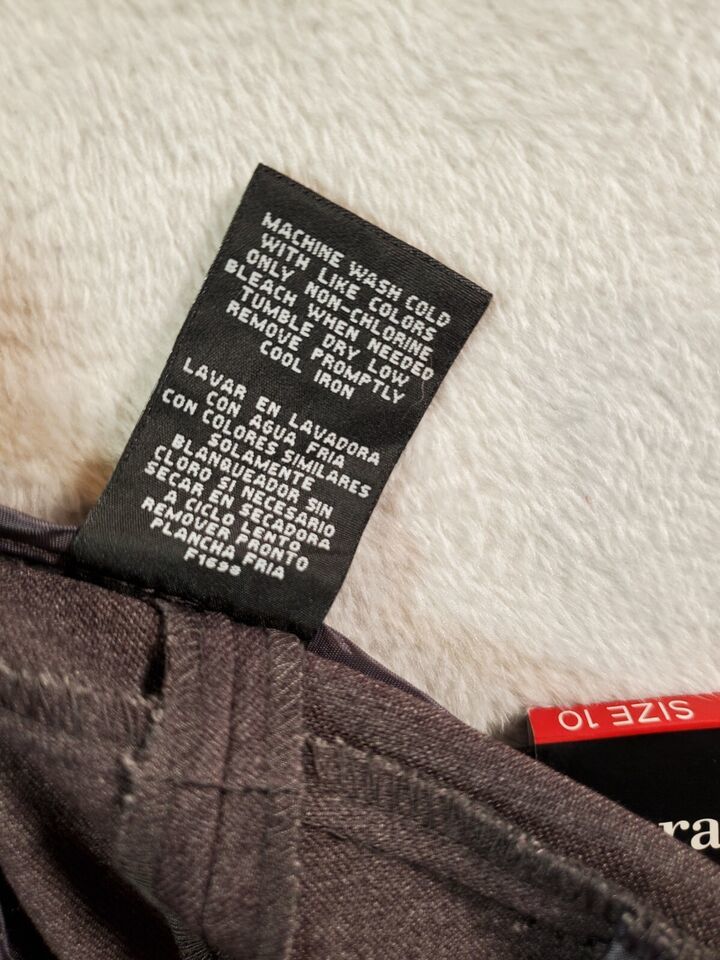 MACHINE WASH COLD
WITH LIKE COLORS
ONLY NON-CHLORINE
BLEACH WHEN NEEDED
TUMBLE DRY LOW
REMOVE PROMPTLY
COOL IRON
LAVAR EN LAVADORA
CON AGUA FRIA
CON COLORES SIMILARES
SOLAMENTE
BLANQUEADOR SIN
CLORO SI NECESARIO
SECAR EN SECADORA
A CICLO LENTO
REMOVER PRONTO
PLANCHA FRIA
F1698
SIZE 10
ra